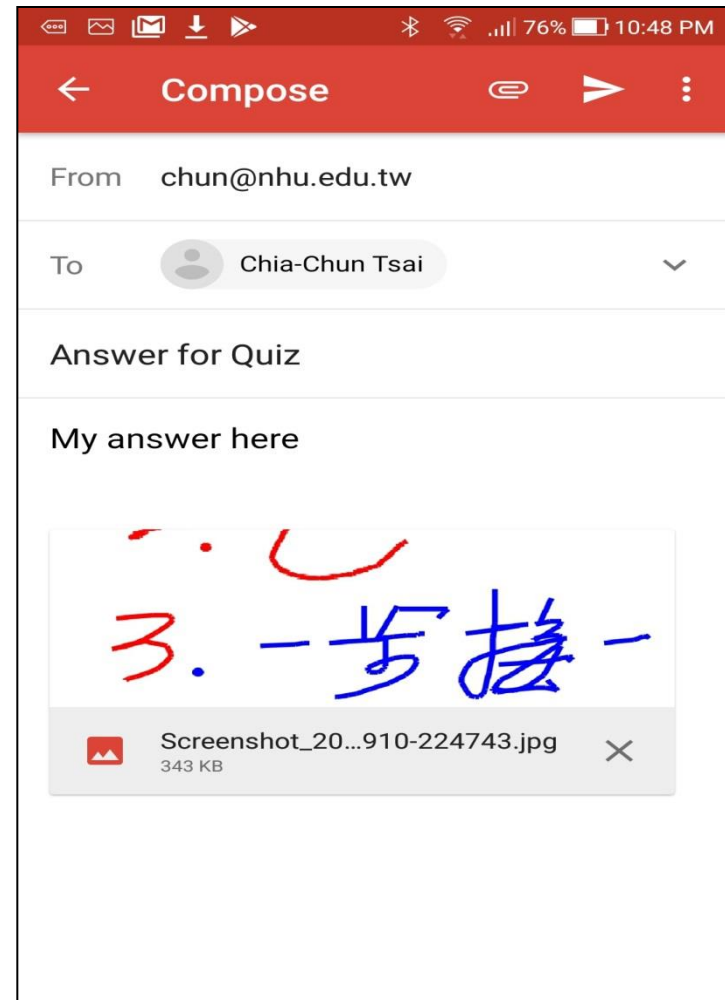 76% 10:48 PM
Compose
From chun@nhu.edu.tw
To Chia-Chun Tsai
Answer for Quiz
My answer here
3. 一步接一
Screenshot_20…910-224743.jpg
343 KB